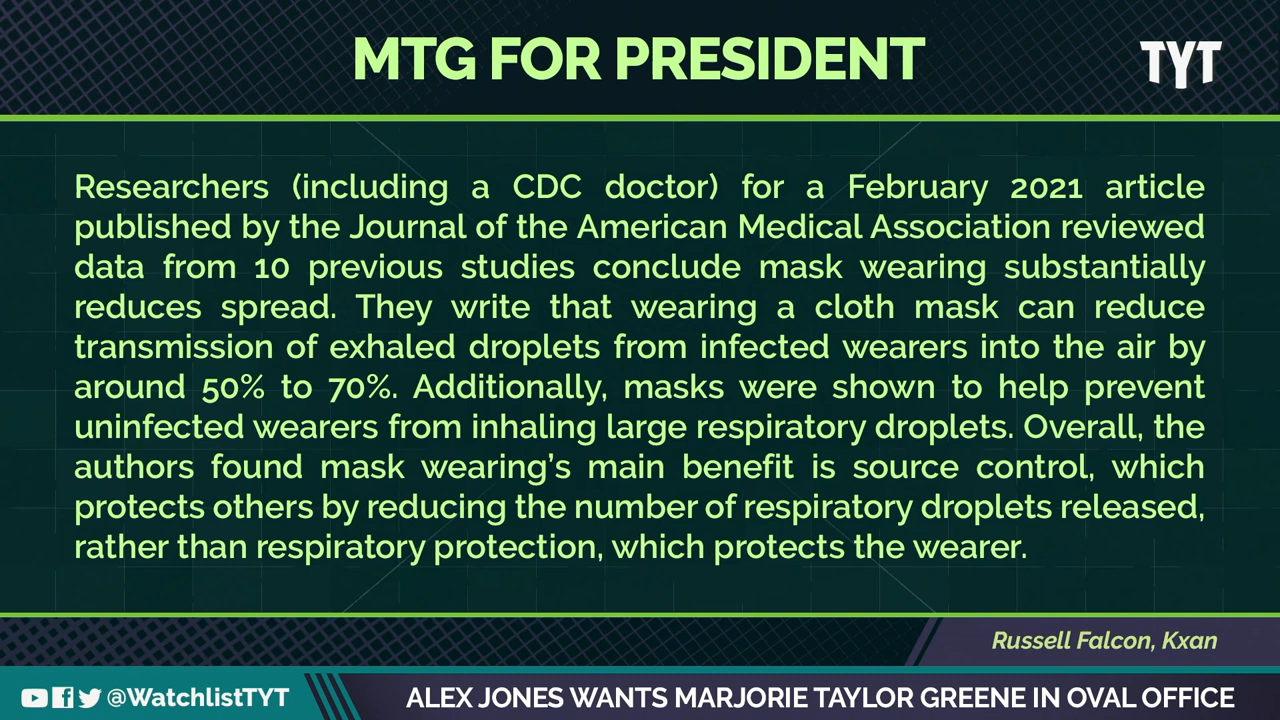 MTG FOR PRESIDENT
TYT
Researchers (including a CDC doctor) for a February 2021 article
published by the Journal of the American Medical Association reviewed
data from 10 previous studies conclude mask wearing substantially
reduces spread. They write that wearing a cloth mask can reduce
transmission of exhaled droplets from infected wearers into the air by
around 50% to 70%. Additionally, masks were shown to help prevent
uninfected wearers from inhaling large respiratory droplets. Overall, the
authors found mask wearing’s main benefit is source control, which
protects others by reducing the number of respiratory droplets released,
rather than respiratory protection, which protects the wearer.
Russell Falcon, Kxan
@WatchlistTYT
ALEX JONES WANTS MARJORIE TAYLOR GREENE IN OVAL OFFICE